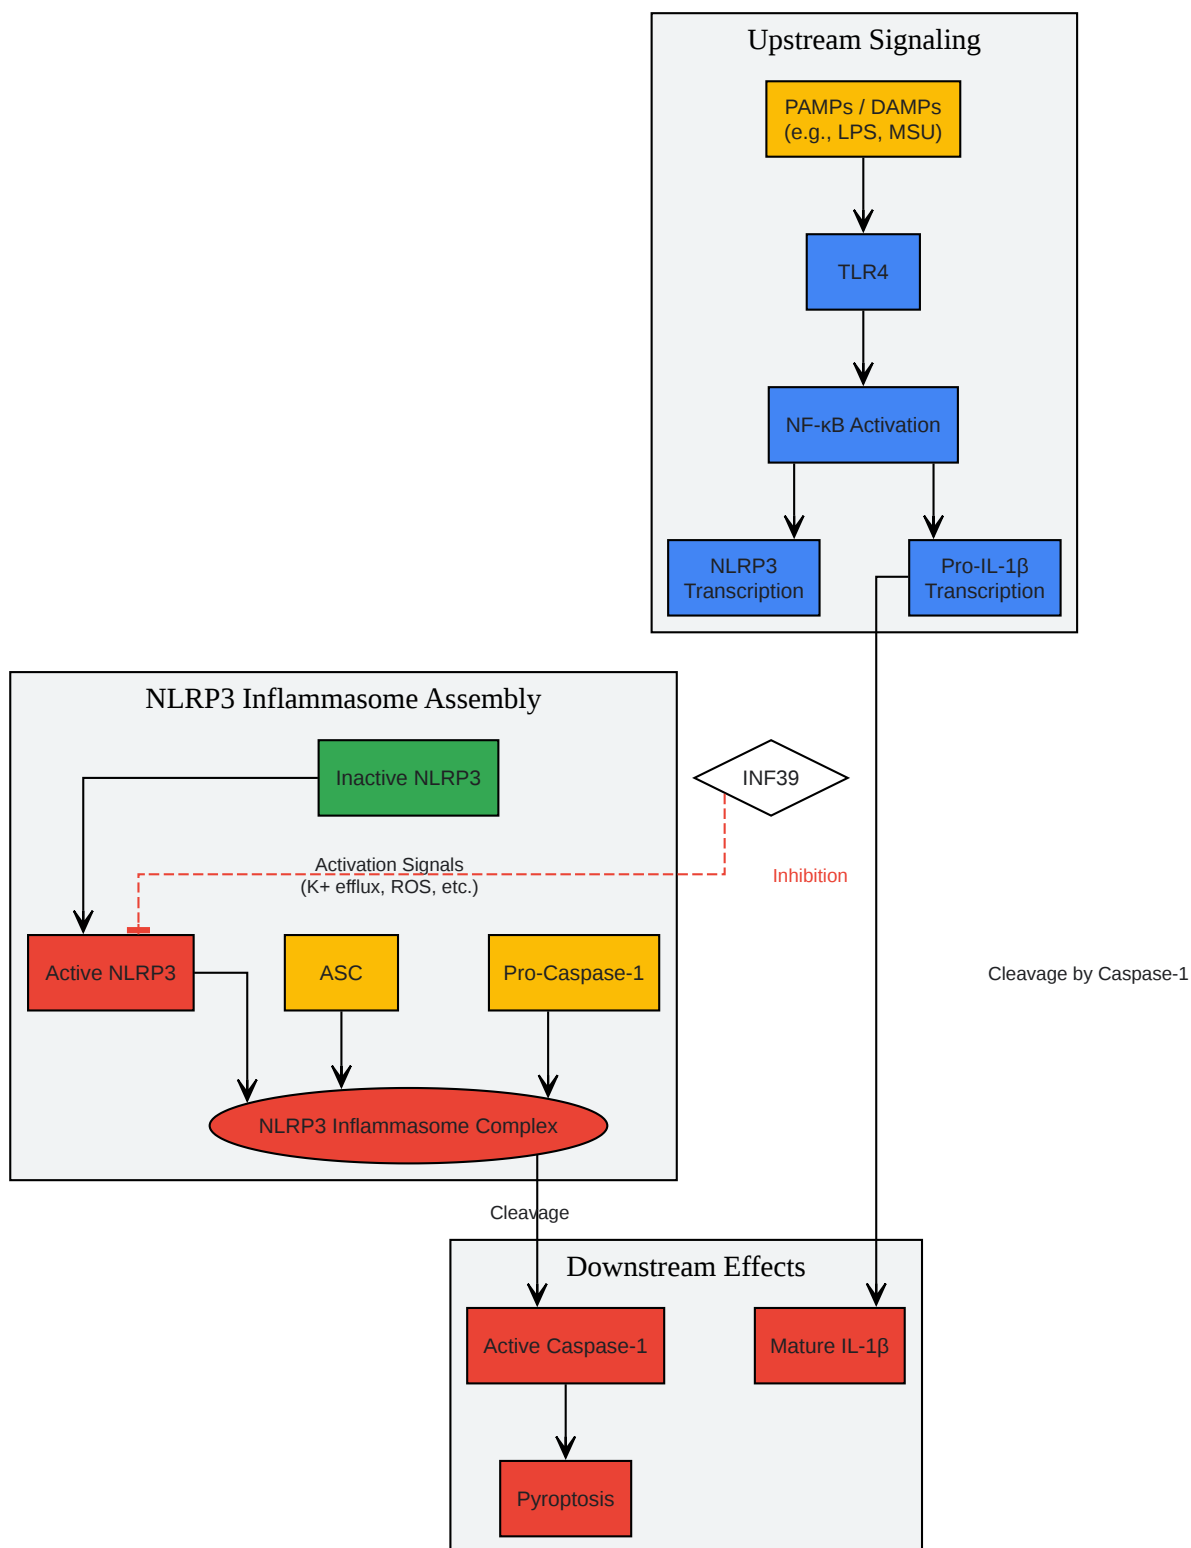 Upstream Signaling
PAMPs / DAMPs
(e.g., LPS, MSU)
TLR4
NF-κB Activation
NLRP3
Transcription
Pro-IL-1β
Transcription
NLRP3 Inflammasome Assembly
Inactive NLRP3
INF39
Activation Signals
(K+ efflux, ROS, etc.)
Inhibition
Active NLRP3
ASC
Pro-Caspase-1
Cleavage by Caspase-1
NLRP3 Inflammasome Complex
Cleavage
Downstream Effects
Active Caspase-1
Mature IL-1β
Pyroptosis